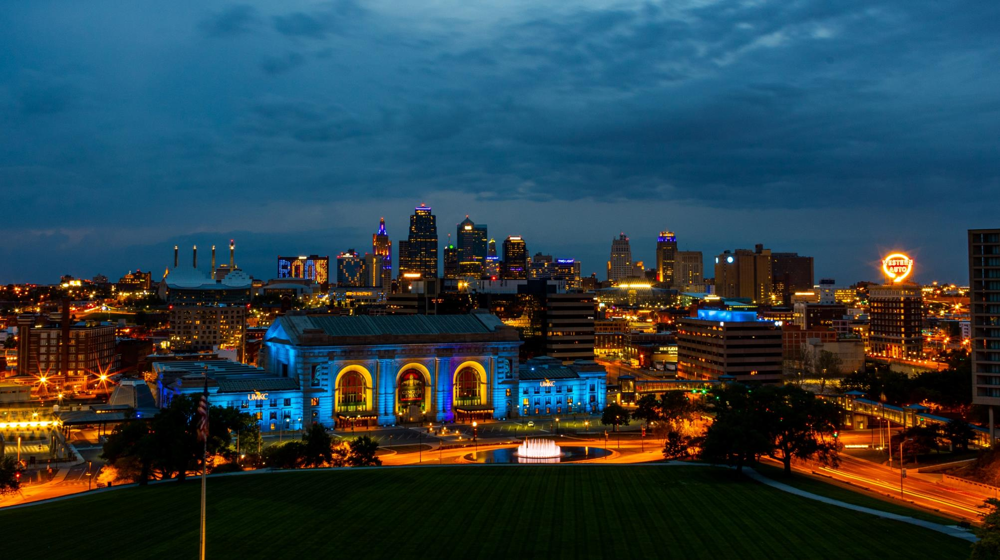 ROOS
ONE LIGHT
TWO LIGHT
WESTERN
AUTO
UMKC
GENGHIS
KHAN
UMKC